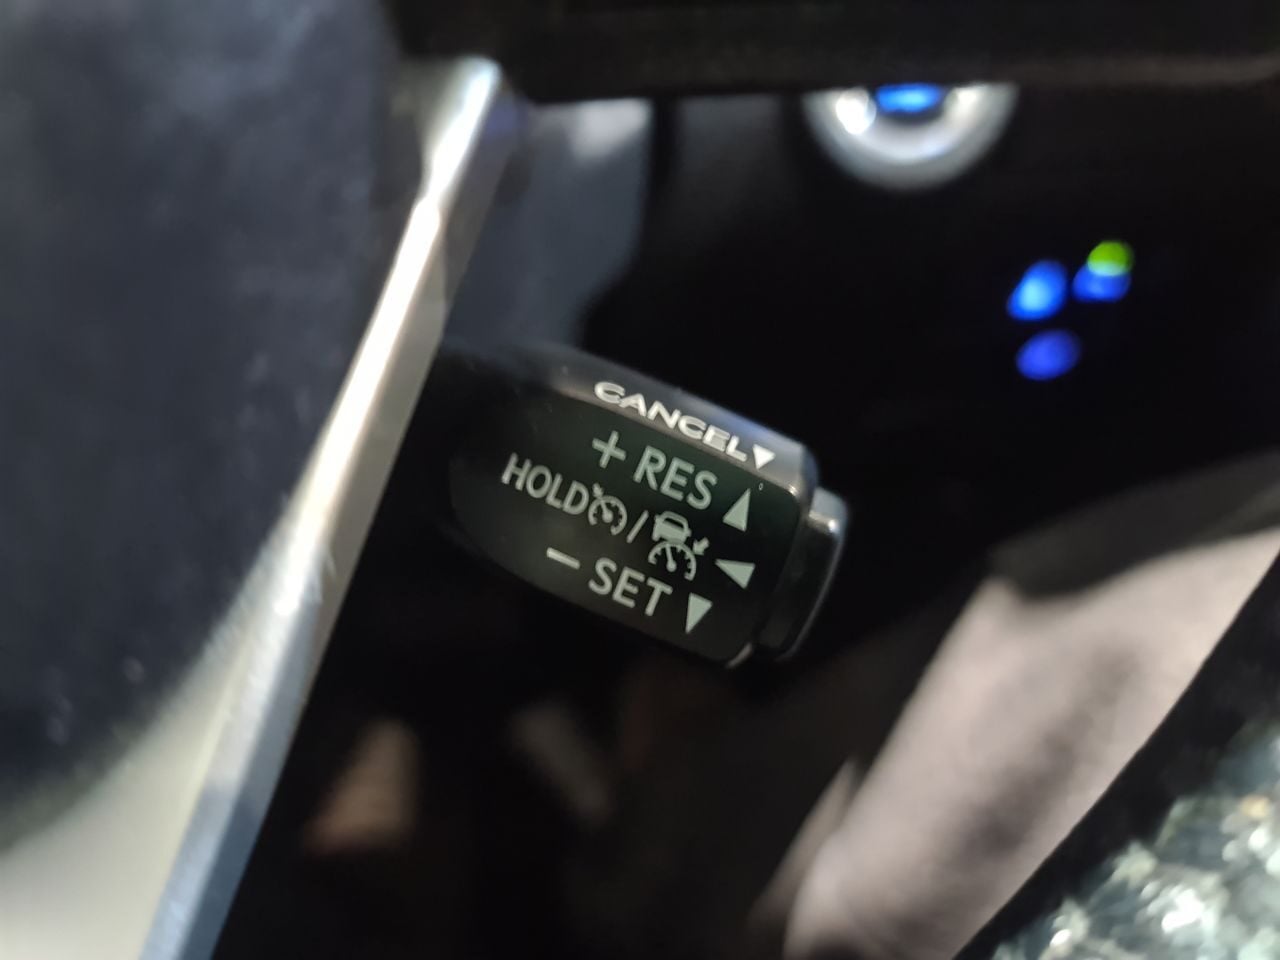 CANCEL▼
+ RES ▲
HOLD / ◀
− SET ▼